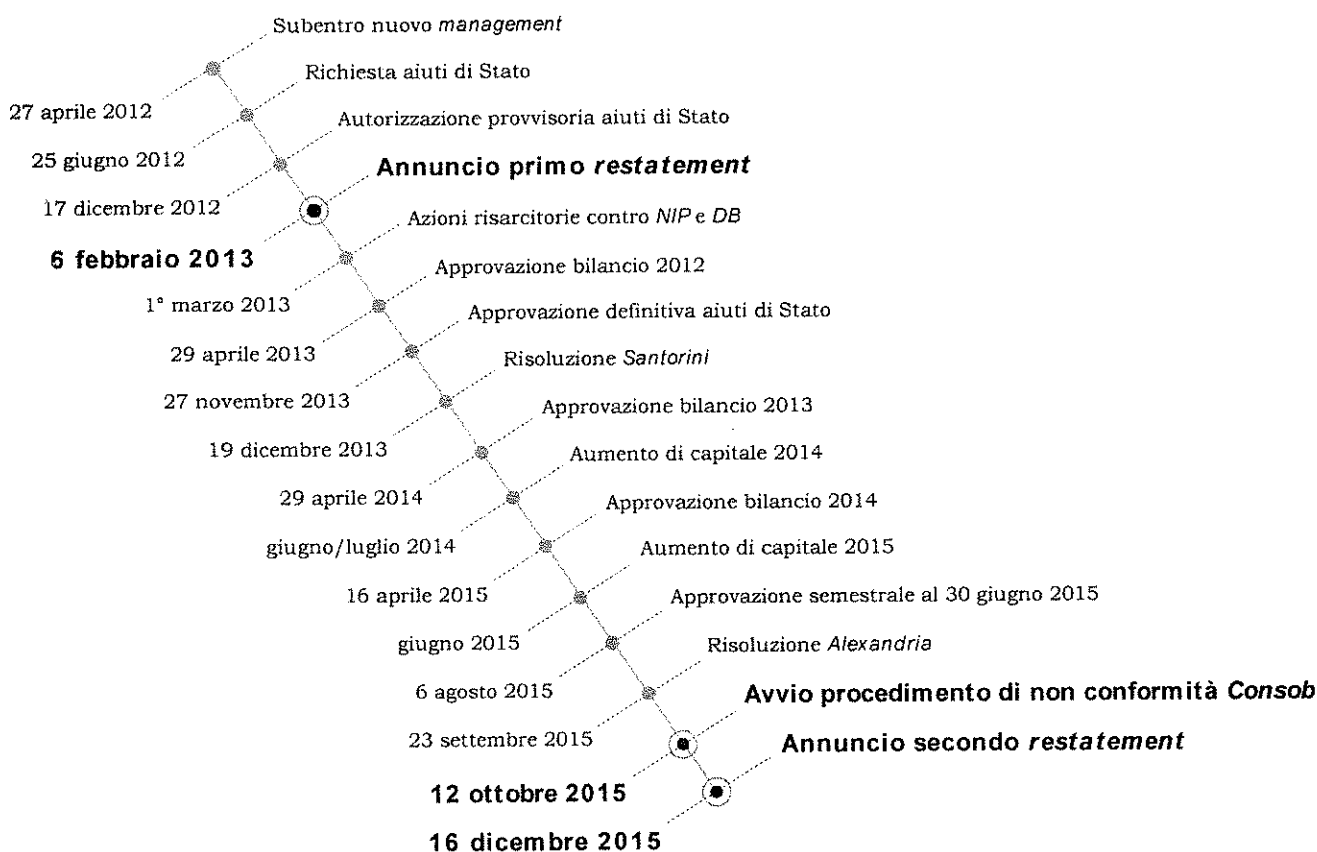 Subentro nuovo management
27 aprile 2012
Richiesta aiuti di Stato
25 giugno 2012
Autorizzazione provvisoria aiuti di Stato
17 dicembre 2012
Annuncio primo restatement
6 febbraio 2013
Azioni risarcitorie contro NIP e DB
1° marzo 2013
Approvazione bilancio 2012
29 aprile 2013
Approvazione definitiva aiuti di Stato
27 novembre 2013
Risoluzione Santorini
19 dicembre 2013
Approvazione bilancio 2013
29 aprile 2014
Aumento di capitale 2014
giugno/luglio 2014
Approvazione bilancio 2014
16 aprile 2015
Aumento di capitale 2015
giugno 2015
Approvazione semestrale al 30 giugno 2015
6 agosto 2015
Risoluzione Alexandria
23 settembre 2015
Avvio procedimento di non conformità Consob
12 ottobre 2015
Annuncio secondo restatement
16 dicembre 2015